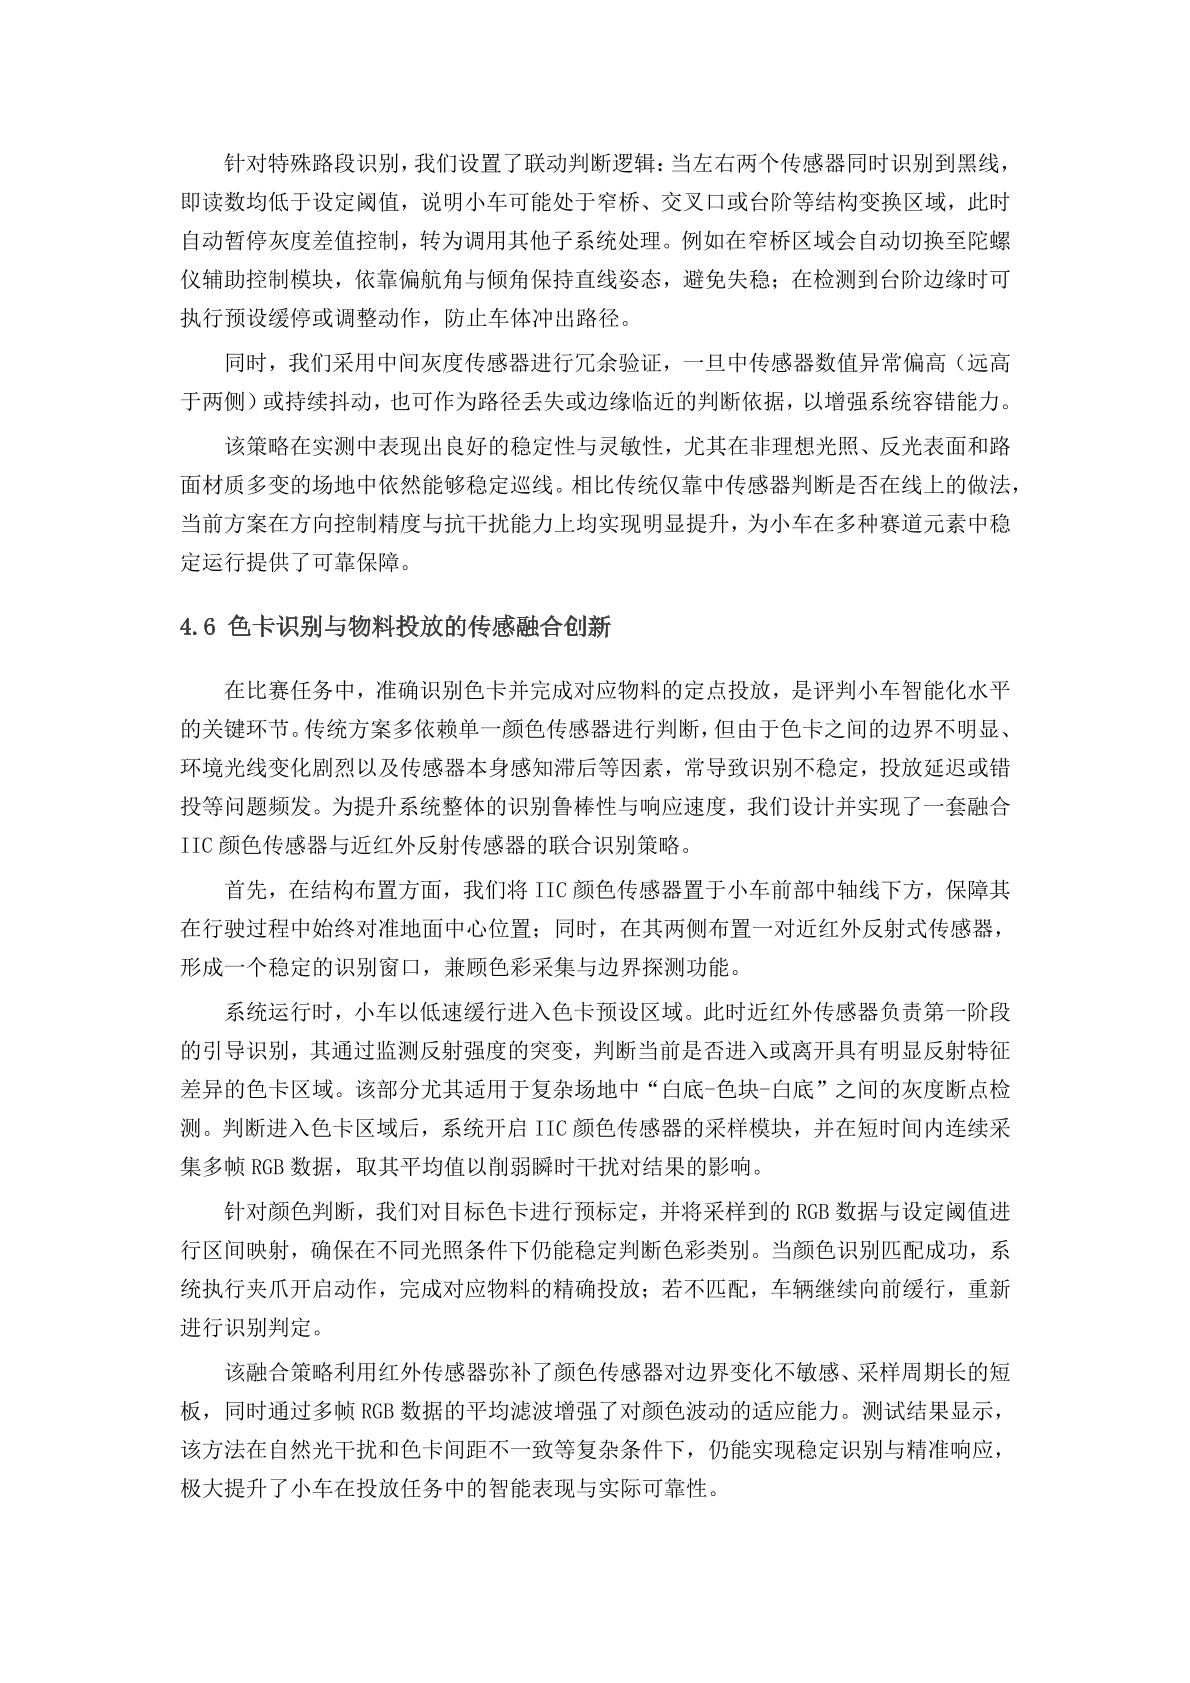 针对特殊路段识别，我们设置了联动判断逻辑：当左右两个传感器同时识别到黑线，
即读数均低于设定阈值，说明小车可能处于窄桥、交叉口或台阶等结构变换区域，此时
自动暂停灰度差值控制，转为调用其他子系统处理。例如在窄桥区域会自动切换至陀螺
仪辅助控制模块，依靠偏航角与倾角保持直线姿态，避免失稳；在检测到台阶边缘时可
执行预设缓停或调整动作，防止车体冲出路径。
同时，我们采用中间灰度传感器进行冗余验证，一旦中传感器数值异常偏高（远高
于两侧）或持续抖动，也可作为路径丢失或边缘临近的判断依据，以增强系统容错能力。
该策略在实测中表现出良好的稳定性与灵敏性，尤其在非理想光照、反光表面和路
面材质多变的场地中依然能够稳定巡线。相比传统仅靠中传感器判断是否在线上的做法，
当前方案在方向控制精度与抗干扰能力上均实现明显提升，为小车在多种赛道元素中稳
定运行提供了可靠保障。
4.6 色卡识别与物料投放的传感融合创新
在比赛任务中，准确识别色卡并完成对应物料的定点投放，是评判小车智能化水平
的关键环节。传统方案多依赖单一颜色传感器进行判断，但由于色卡之间的边界不明显、
环境光线变化剧烈以及传感器本身感知滞后等因素，常导致识别不稳定，投放延迟或错
投等问题频发。为提升系统整体的识别鲁棒性与响应速度，我们设计并实现了一套融合
IIC 颜色传感器与近红外反射传感器的联合识别策略。
首先，在结构布置方面，我们将 IIC 颜色传感器置于小车前部中轴线下方，保障其
在行驶过程中始终对准地面中心位置；同时，在其两侧布置一对近红外反射式传感器，
形成一个稳定的识别窗口，兼顾色彩采集与边界探测功能。
系统运行时，小车以低速缓行进入色卡预设区域。此时近红外传感器负责第一阶段
的引导识别，其通过监测反射强度的突变，判断当前是否进入或离开具有明显反射特征
差异的色卡区域。该部分尤其适用于复杂场地中“白底-色块-白底”之间的灰度断点检
测。判断进入色卡区域后，系统开启 IIC 颜色传感器的采样模块，并在短时间内连续采
集多帧 RGB 数据，取其平均值以削弱瞬时干扰对结果的影响。
针对颜色判断，我们对目标色卡进行预标定，并将采样到的 RGB 数据与设定阈值进
行区间映射，确保在不同光照条件下仍能稳定判断色彩类别。当颜色识别匹配成功，系
统执行夹爪开启动作，完成对应物料的精确投放；若不匹配，车辆继续向前缓行，重新
进行识别判定。
该融合策略利用红外传感器弥补了颜色传感器对边界变化不敏感、采样周期长的短
板，同时通过多帧 RGB 数据的平均滤波增强了对颜色波动的适应能力。测试结果显示，
该方法在自然光干扰和色卡间距不一致等复杂条件下，仍能实现稳定识别与精准响应，
极大提升了小车在投放任务中的智能表现与实际可靠性。